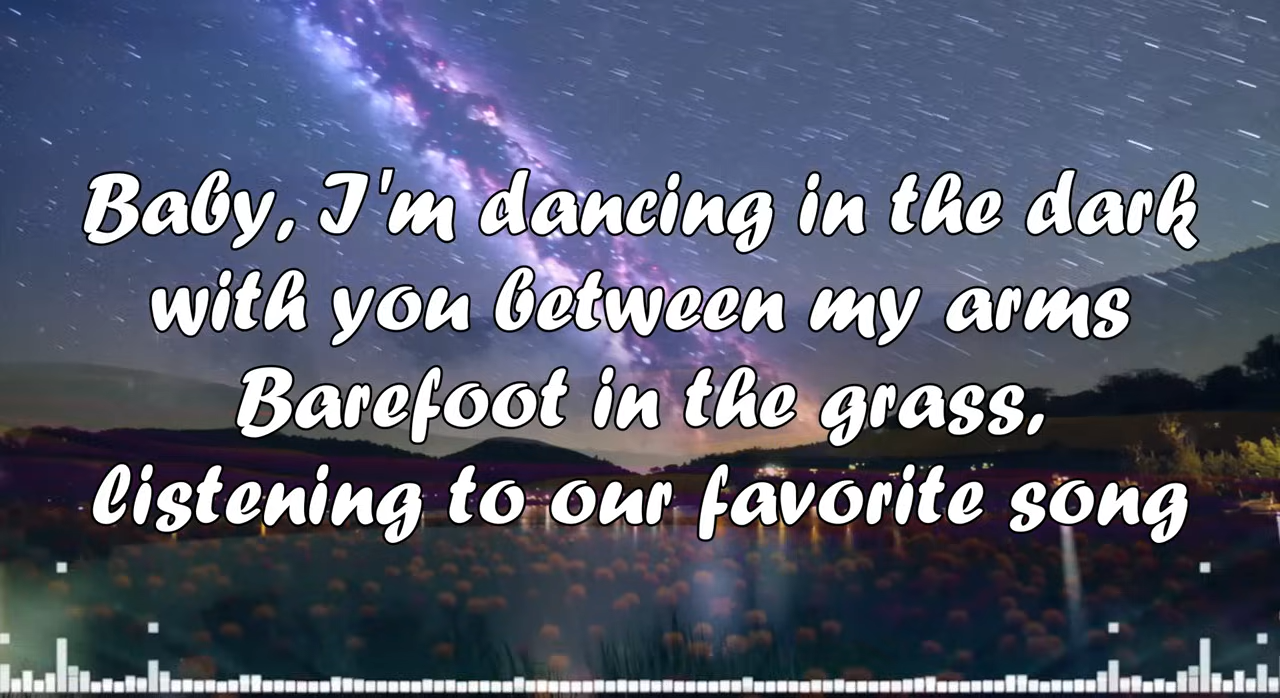 Baby, I'm dancing in the dark
with you between my arms
Barefoot in the grass,
listening to our favorite song